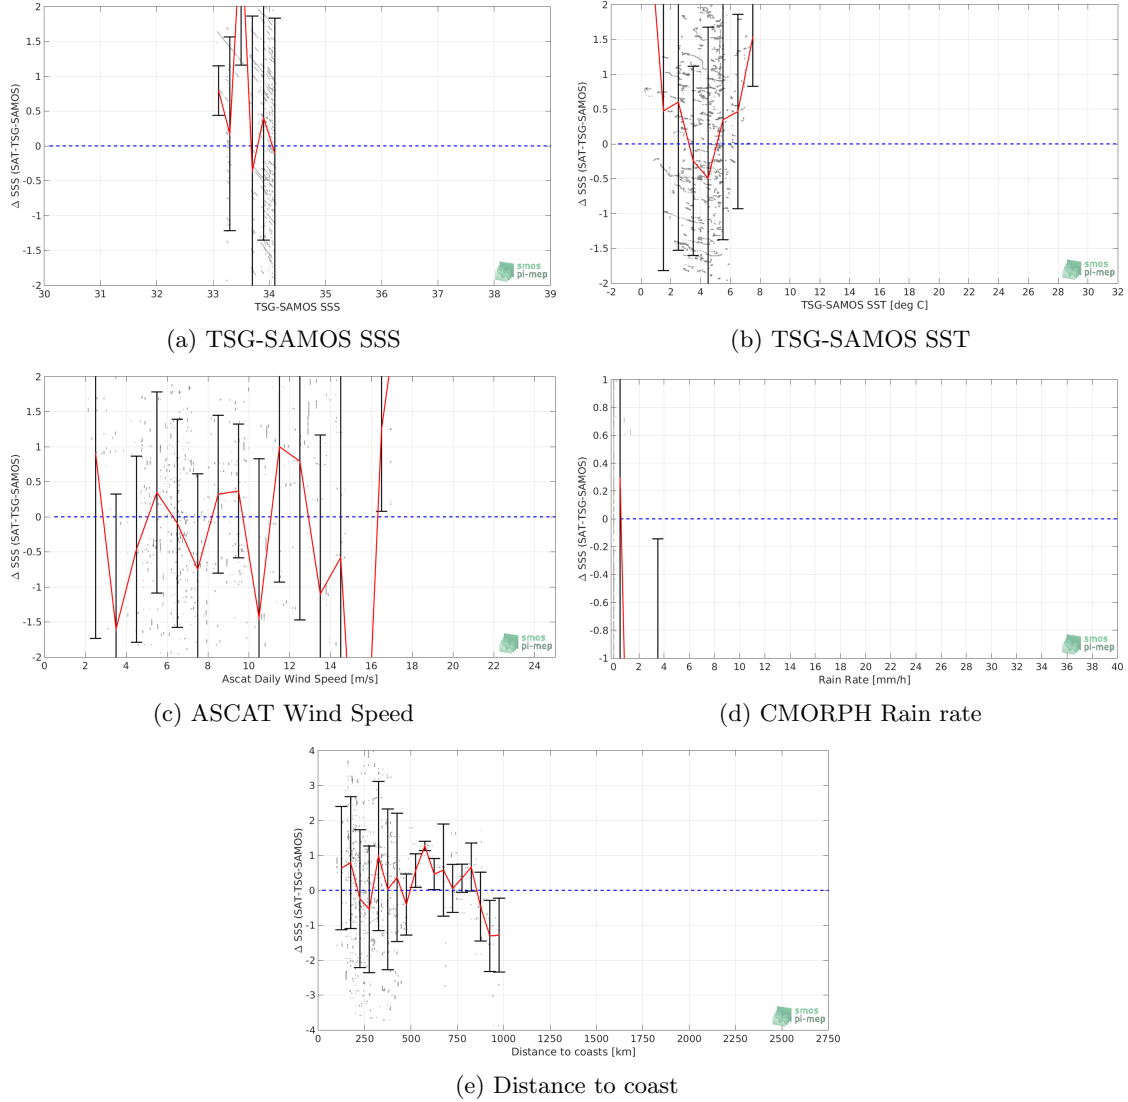 2
1.5
1
0.5
0
-0.5
-1
-1.5
-2
Δ SSS (SAT-TSG-SAMOS)
30 31 32 33 34 35 36 37 38 39
TSG-SAMOS SSS
smos
pi-mep
(a) TSG-SAMOS SSS
2
1.5
1
0.5
0
-0.5
-1
-1.5
-2
Δ SSS (SAT-TSG-SAMOS)
-2 0 2 4 6 8 10 12 14 16 18 20 22 24 26 28 30 32
TSG-SAMOS SST [deg C]
smos
pi-mep
(b) TSG-SAMOS SST
2
1.5
1
0.5
0
-0.5
-1
-1.5
-2
Δ SSS (SAT-TSG-SAMOS)
0 2 4 6 8 10 12 14 16 18 20 22 24
Ascat Daily Wind Speed [m/s]
smos
pi-mep
(c) ASCAT Wind Speed
1
0.8
0.6
0.4
0.2
0
-0.2
-0.4
-0.6
-0.8
-1
Δ SSS (SAT-TSG-SAMOS)
0 2 4 6 8 10 12 14 16 18 20 22 24 26 28 30 32 34 36 38 40
Rain Rate [mm/h]
smos
pi-mep
(d) CMORPH Rain rate
4
3
2
1
0
-1
-2
-3
-4
Δ SSS (SAT-TSG-SAMOS)
0 250 500 750 1000 1250 1500 1750 2000 2250 2500 2750
Distance to coasts [km]
smos
pi-mep
(e) Distance to coast